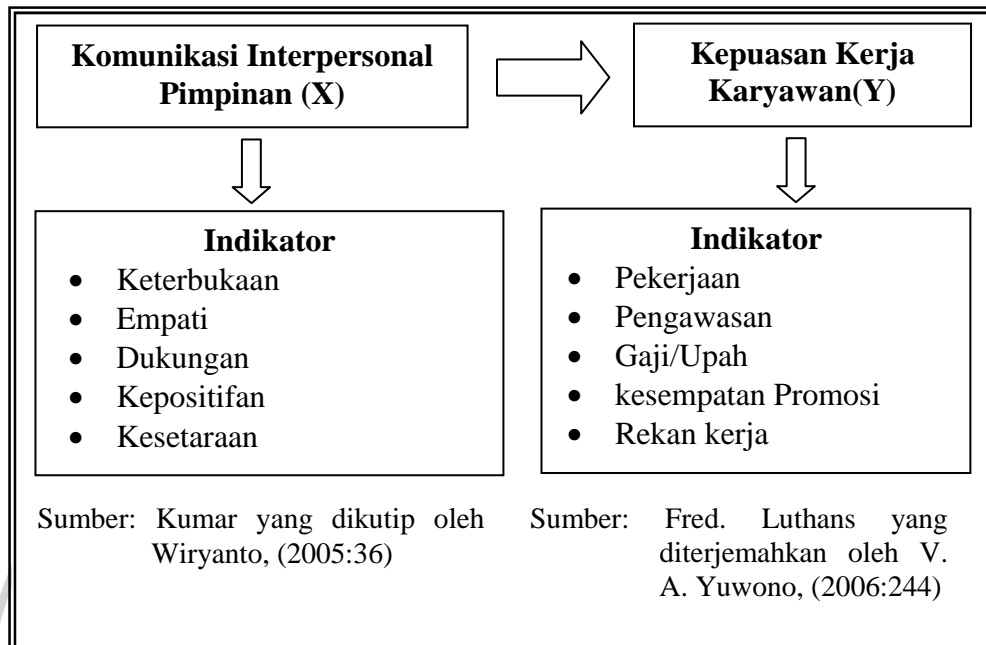 Komunikasi Interpersonal
Pimpinan (X)
Kepuasan Kerja
Karyawan(Y)
Indikator
• Keterbukaan
• Empati
• Dukungan
• Kepositifan
• Kesetaraan
Indikator
• Pekerjaan
• Pengawasan
• Gaji/Upah
• kesempatan Promosi
• Rekan kerja
Sumber: Kumar yang dikutip oleh
Wiryanto, (2005:36)
Sumber: Fred. Luthans yang
diterjemahkan oleh V.
A. Yuwono, (2006:244)